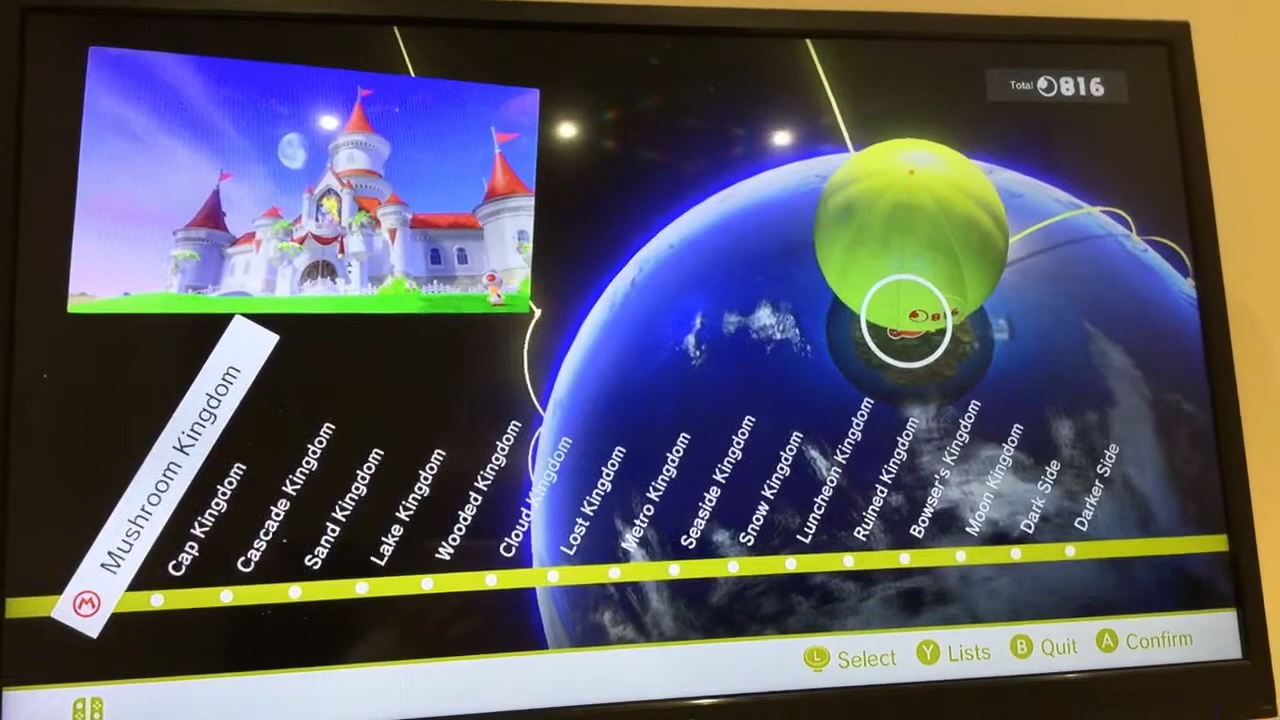 Total 816
816
Mushroom Kingdom
Cap Kingdom
Cascade Kingdom
Sand Kingdom
Lake Kingdom
Wooded Kingdom
Cloud Kingdom
Lost Kingdom
Metro Kingdom
Seaside Kingdom
Snow Kingdom
Luncheon Kingdom
Ruined Kingdom
Bowser's Kingdom
Moon Kingdom
Dark Side
Darker Side
M
L Select Y Lists B Quit A Confirm